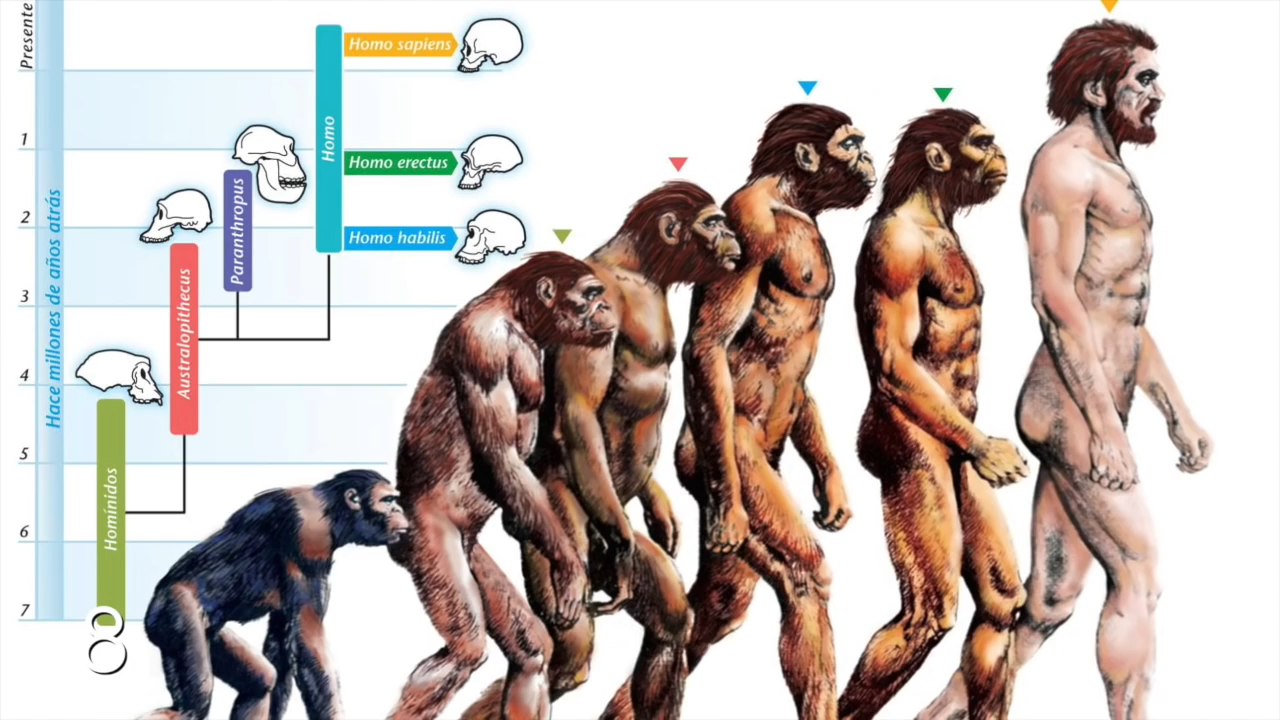 Presente
1
2
3
4
5
6
7
8
Hace millones de años atrás
Homínidos
Australopithecus
Paranthropus
Homo
Homo sapiens
Homo erectus
Homo habilis